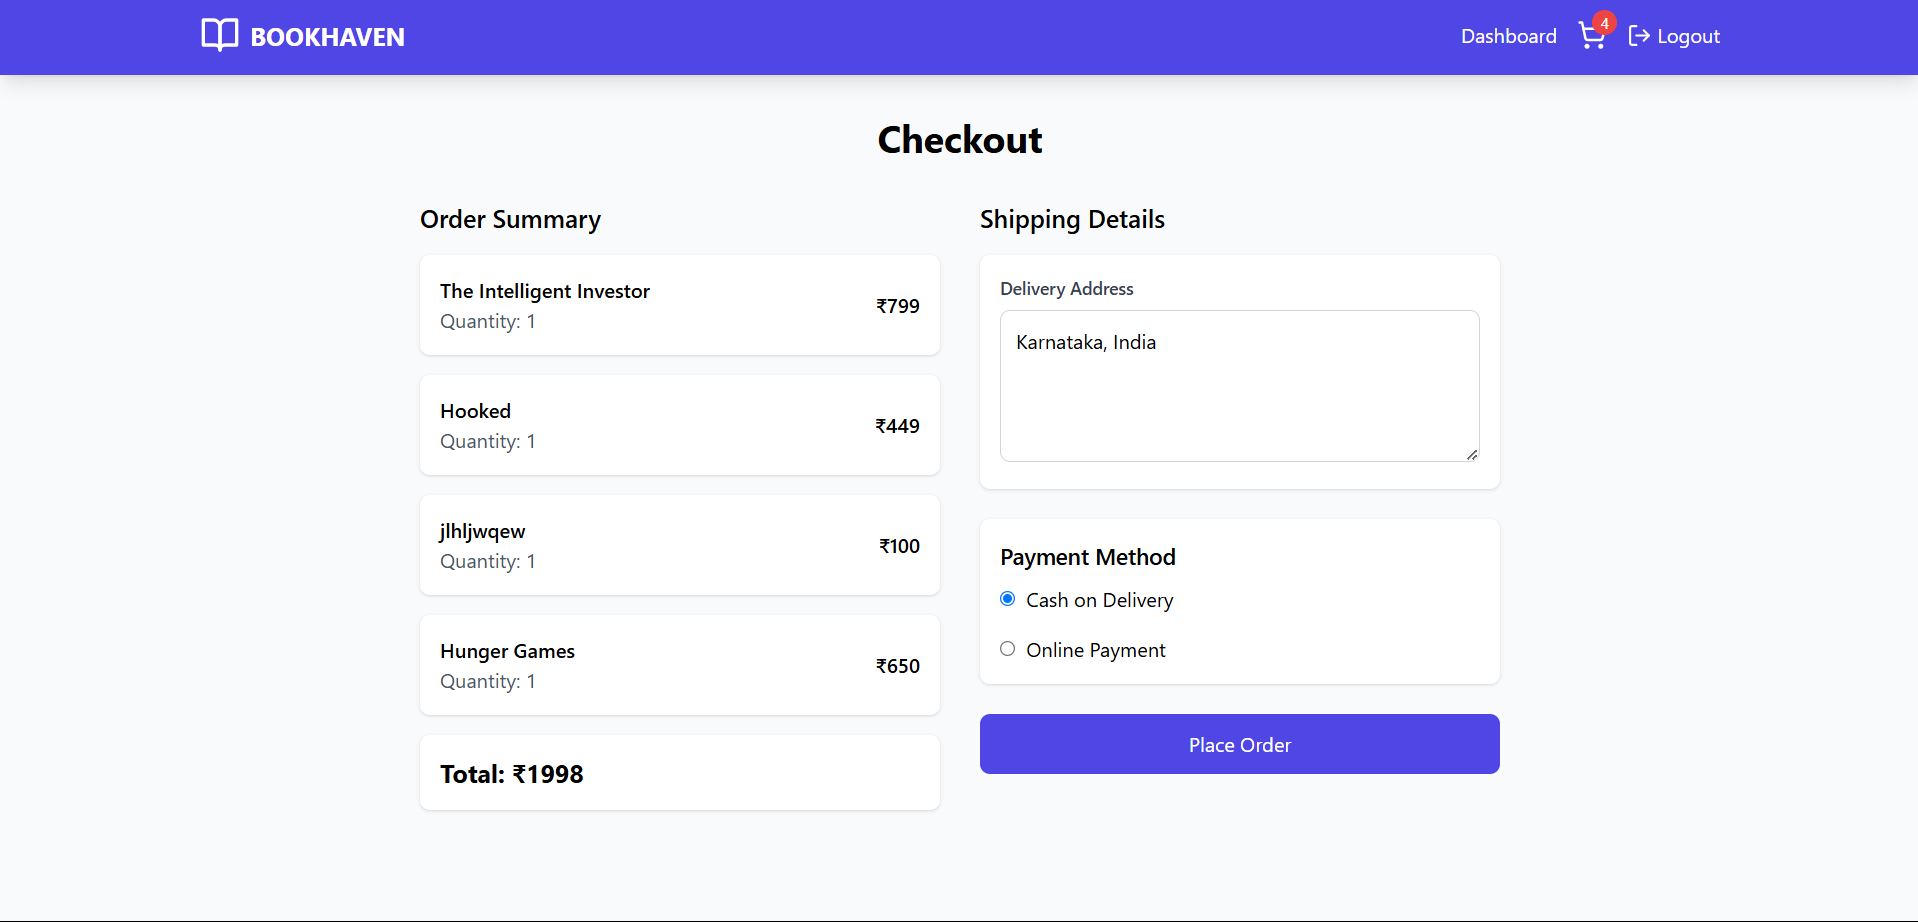 BOOKHAVEN
Dashboard
4
Logout
Checkout
Order Summary
The Intelligent Investor
Quantity: 1
₹799
Hooked
Quantity: 1
₹449
jlhljwqew
Quantity: 1
₹100
Hunger Games
Quantity: 1
₹650
Total: ₹1998
Shipping Details
Delivery Address
Karnataka, India
Payment Method
Cash on Delivery
Online Payment
Place Order